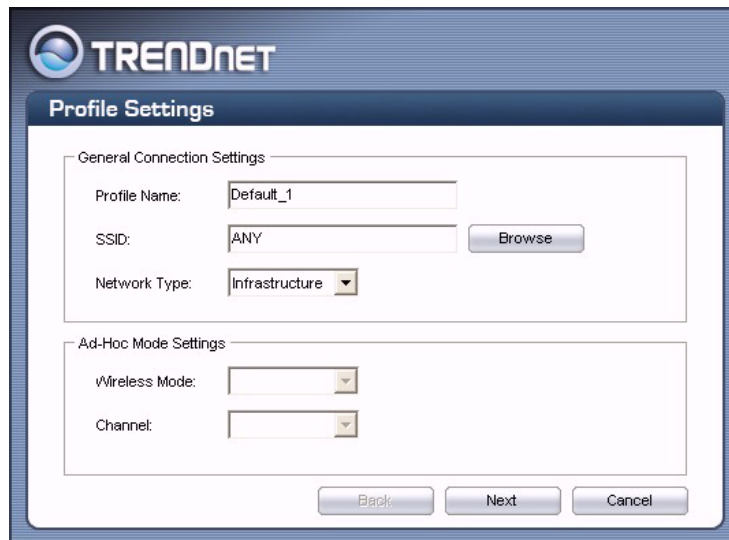 TRENDNET
Profile Settings
General Connection Settings
Profile Name: Default_1
SSID: ANY Browse
Network Type: Infrastructure
Ad-Hoc Mode Settings
Wireless Mode:
Channel:
Back Next Cancel